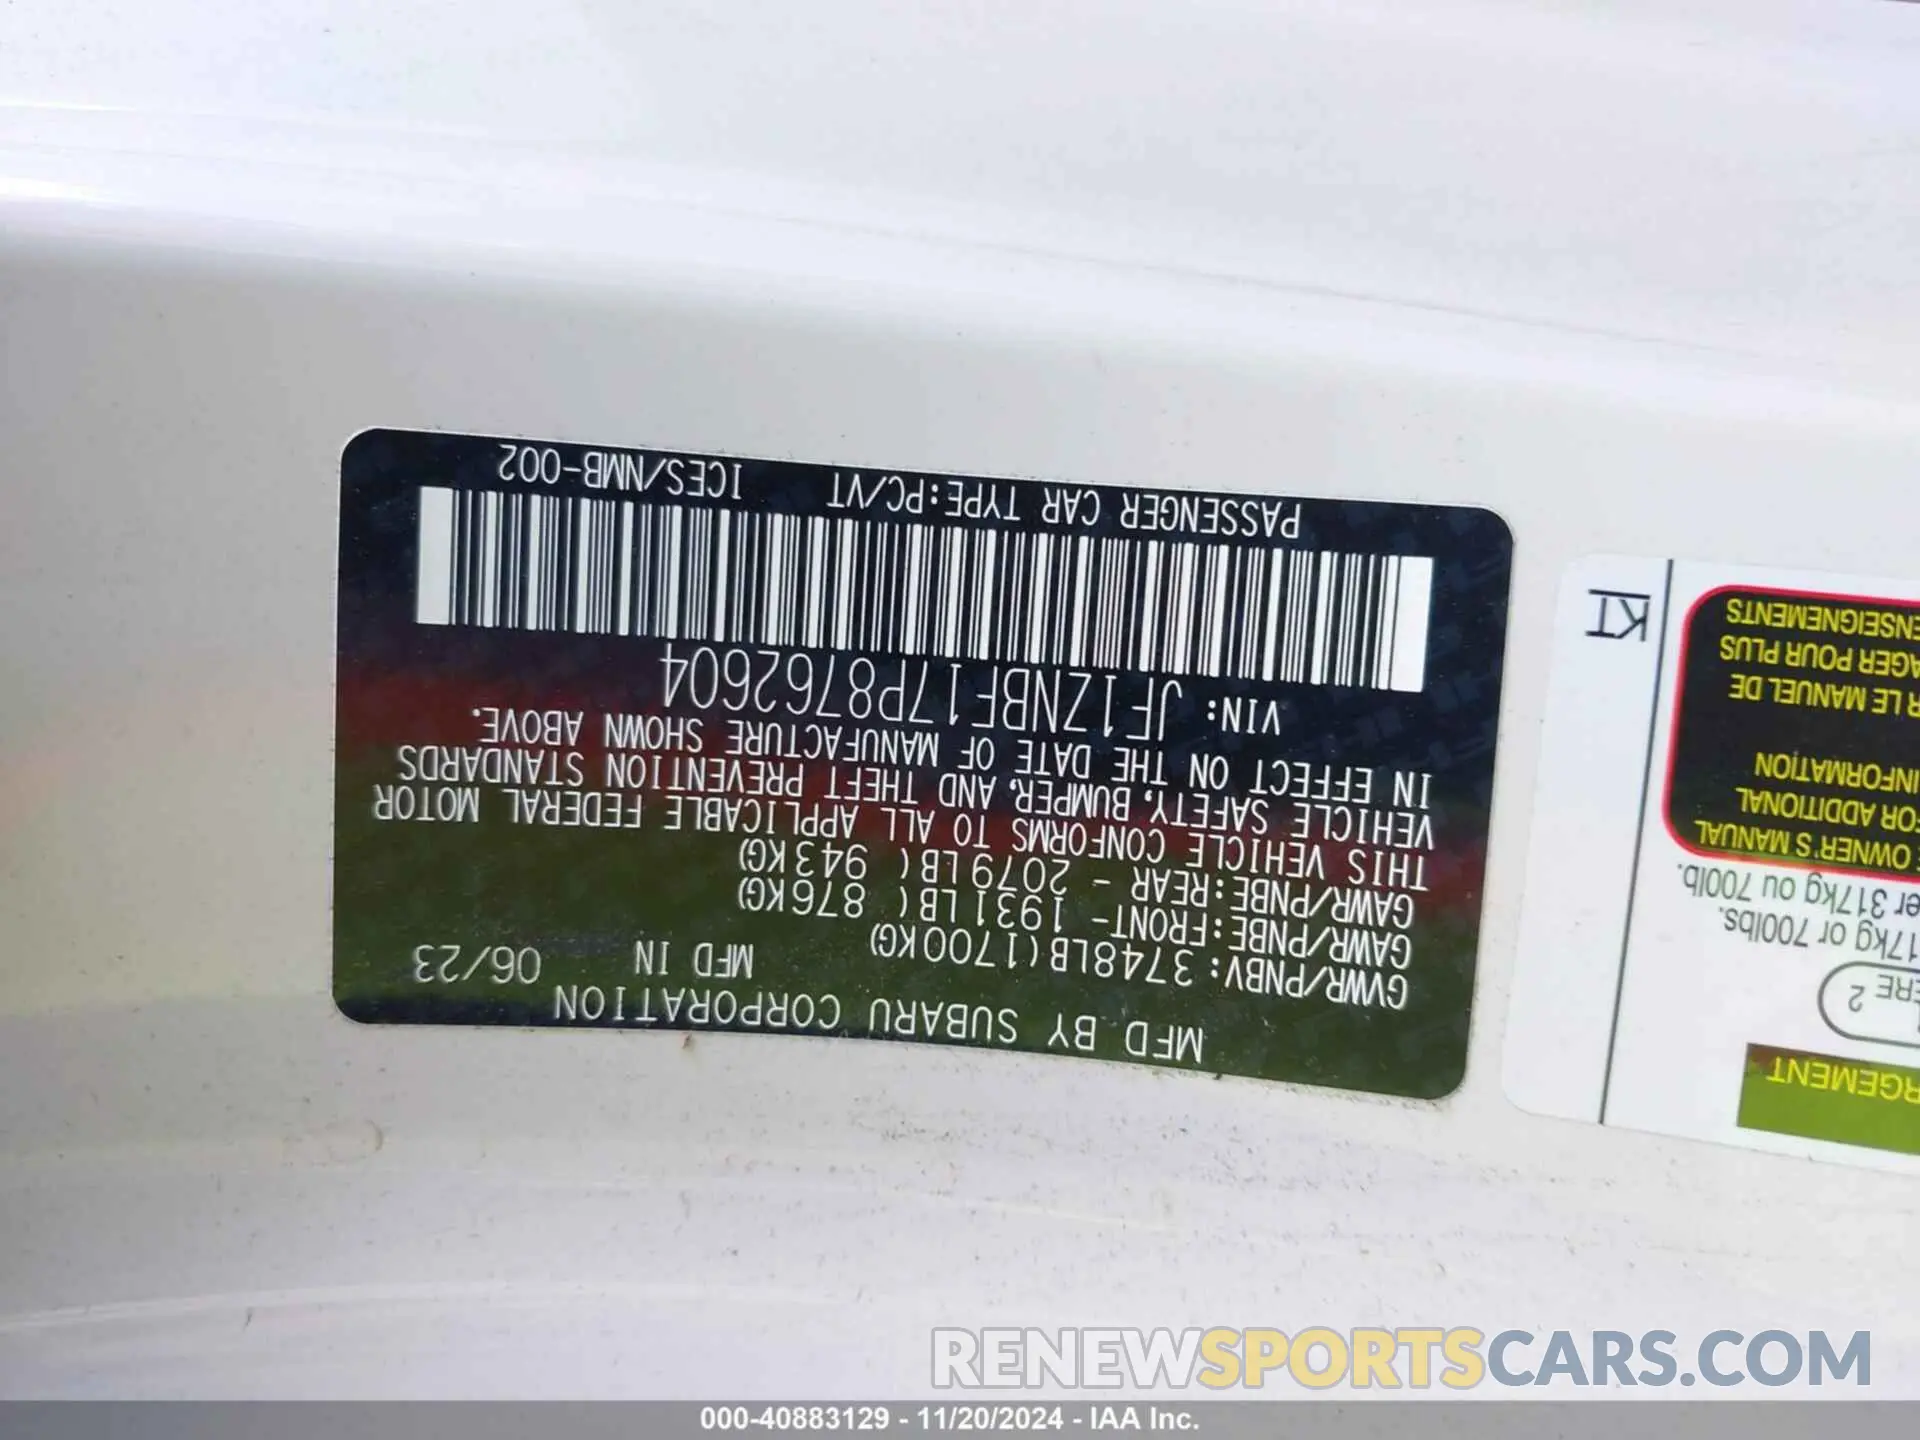 MFD BY SUBARU CORPORATION
MFD IN 06/23
GVWR/PNBV: 3748LB(1700KG)
GAWR/PNBE:FRONT- 1931LB( 876KG)
GAWR/PNBE:REAR - 2079LB( 943KG)
THIS VEHICLE CONFORMS TO ALL APPLICABLE FEDERAL MOTOR
VEHICLE SAFETY, BUMPER, AND THEFT PREVENTION STANDARDS
IN EFFECT ON THE DATE OF MANUFACTURE SHOWN ABOVE.
VIN: JF1ZNBF17P8762604
PASSENGER CAR TYPE:PC/VT ICES/NMB-002
RGEMENT
ERE 2
17kg or 700lbs.
er 317kg ou 700lb.
E OWNER'S MANUAL
FOR ADDITIONAL
INFORMATION
R LE MANUEL DE
AGER POUR PLUS
ENSEIGNEMENTS
KT
RENEWSPORTSCARS.COM
000-40883129 - 11/20/2024 - IAA Inc.